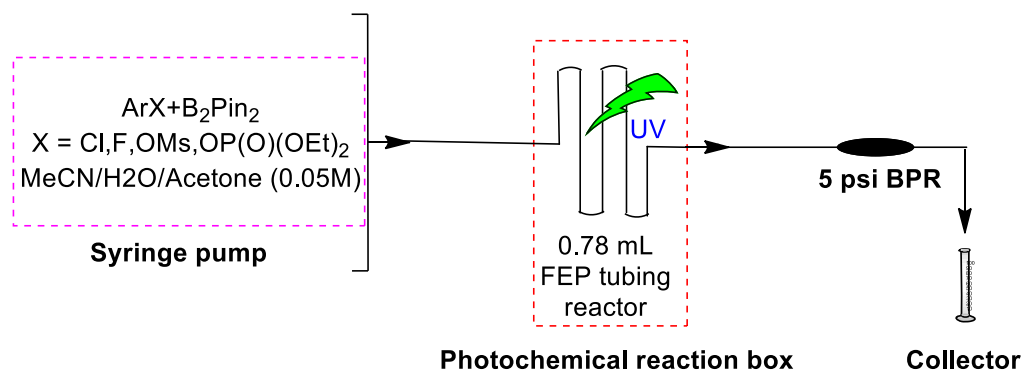 ArX+B₂Pin₂
X = Cl,F,OMs,OP(O)(OEt)₂
MeCN/H2O/Acetone (0.05M)
Syringe pump
UV
0.78 mL
FEP tubing
reactor
Photochemical reaction box
5 psi BPR
Collector